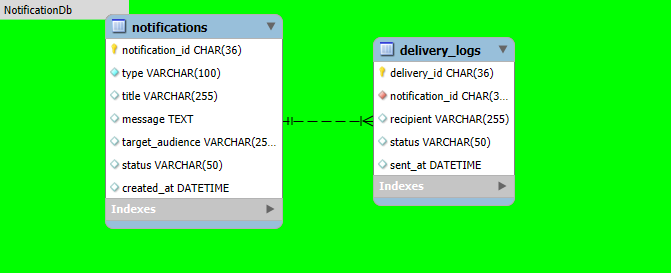 NotificationDb
notifications
notification_id CHAR(36)
type VARCHAR(100)
title VARCHAR(255)
message TEXT
target_audience VARCHAR(25...
status VARCHAR(50)
created_at DATETIME
Indexes
delivery_logs
delivery_id CHAR(36)
notification_id CHAR(3...
recipient VARCHAR(255)
status VARCHAR(50)
sent_at DATETIME
Indexes